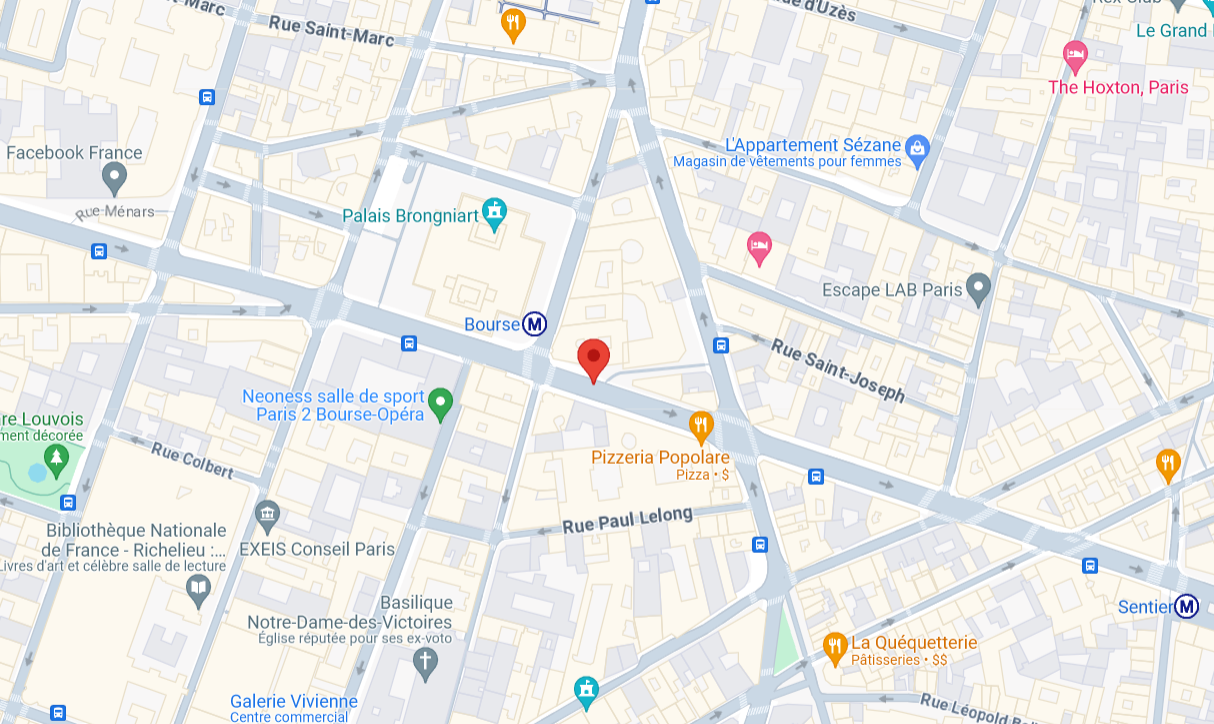 -Marc
Rue Saint-Marc
d'Uzès
Rex Club
Le Grand
The Hoxton, Paris
Facebook France
L'Appartement Sézane
Magasin de vêtements pour femmes
Rue Ménars
Palais Brongniart
Escape LAB Paris
Bourse M
Rue Saint-Joseph
Neoness salle de sport
Paris 2 Bourse-Opéra
re Louvois
ment décorée
Rue Colbert
Pizzeria Popolare
Pizza • $
Rue Paul Lelong
Bibliothèque Nationale
de France - Richelieu :...
Livres d'art et célèbre salle de lecture
EXEIS Conseil Paris
Basilique
Notre-Dame-des-Victoires
Église réputée pour ses ex-voto
Sentier M
La Quéquetterie
Pâtisseries • $$
Galerie Vivienne
Centre commercial
Rue Léopold Bel